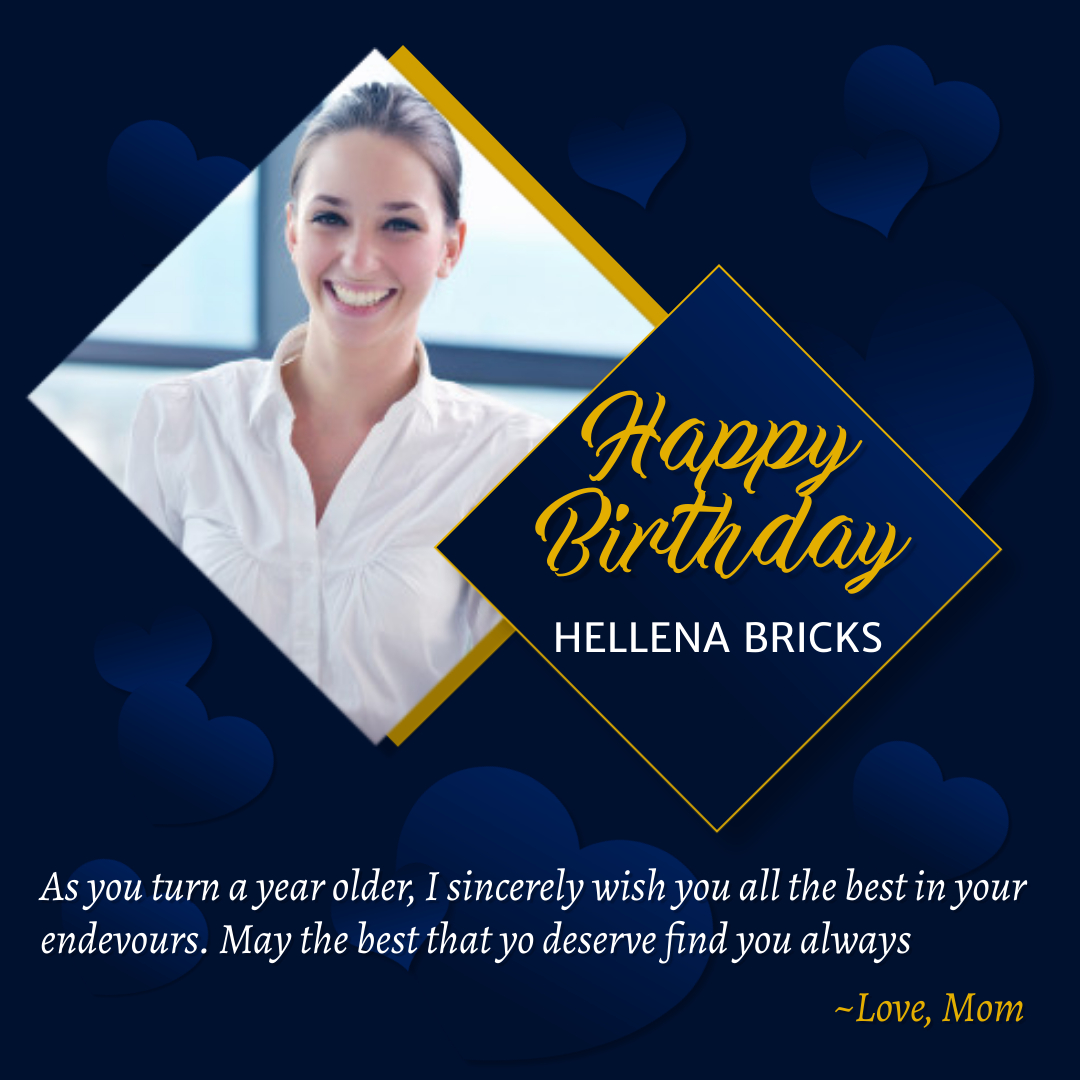 Happy
Birthday
HELLENA BRICKS
As you turn a year older, I sincerely wish you all the best in your
endevours. May the best that yo deserve find you always
~Love, Mom